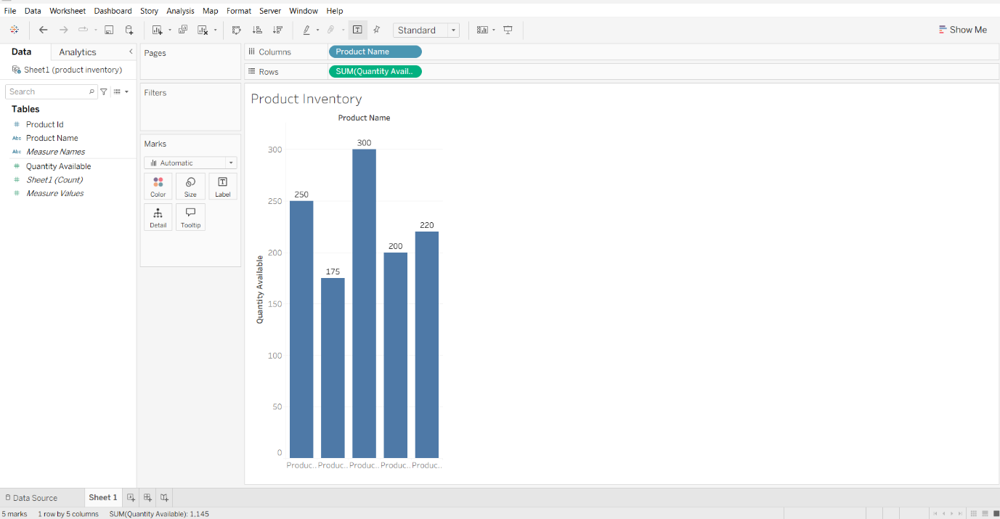 File Data Worksheet Dashboard Story Analysis Map Format Server Window Help
Standard
Show Me
Data Analytics
Sheet1 (product inventory)
Search
Tables
Product Id
Abc Product Name
Abc Measure Names
Quantity Available
Sheet1 (Count)
Measure Values
Pages
Filters
Marks
Automatic
Color Size Label
Detail Tooltip
Columns Product Name
Rows SUM(Quantity Avail..
Product Inventory
Product Name
Quantity Available
300
250
200
150
100
50
0
250
175
300
200
220
Produc.. Produc.. Produc.. Produc.. Produc..
Data Source Sheet 1
5 marks 1 row by 5 columns SUM(Quantity Available): 1,145